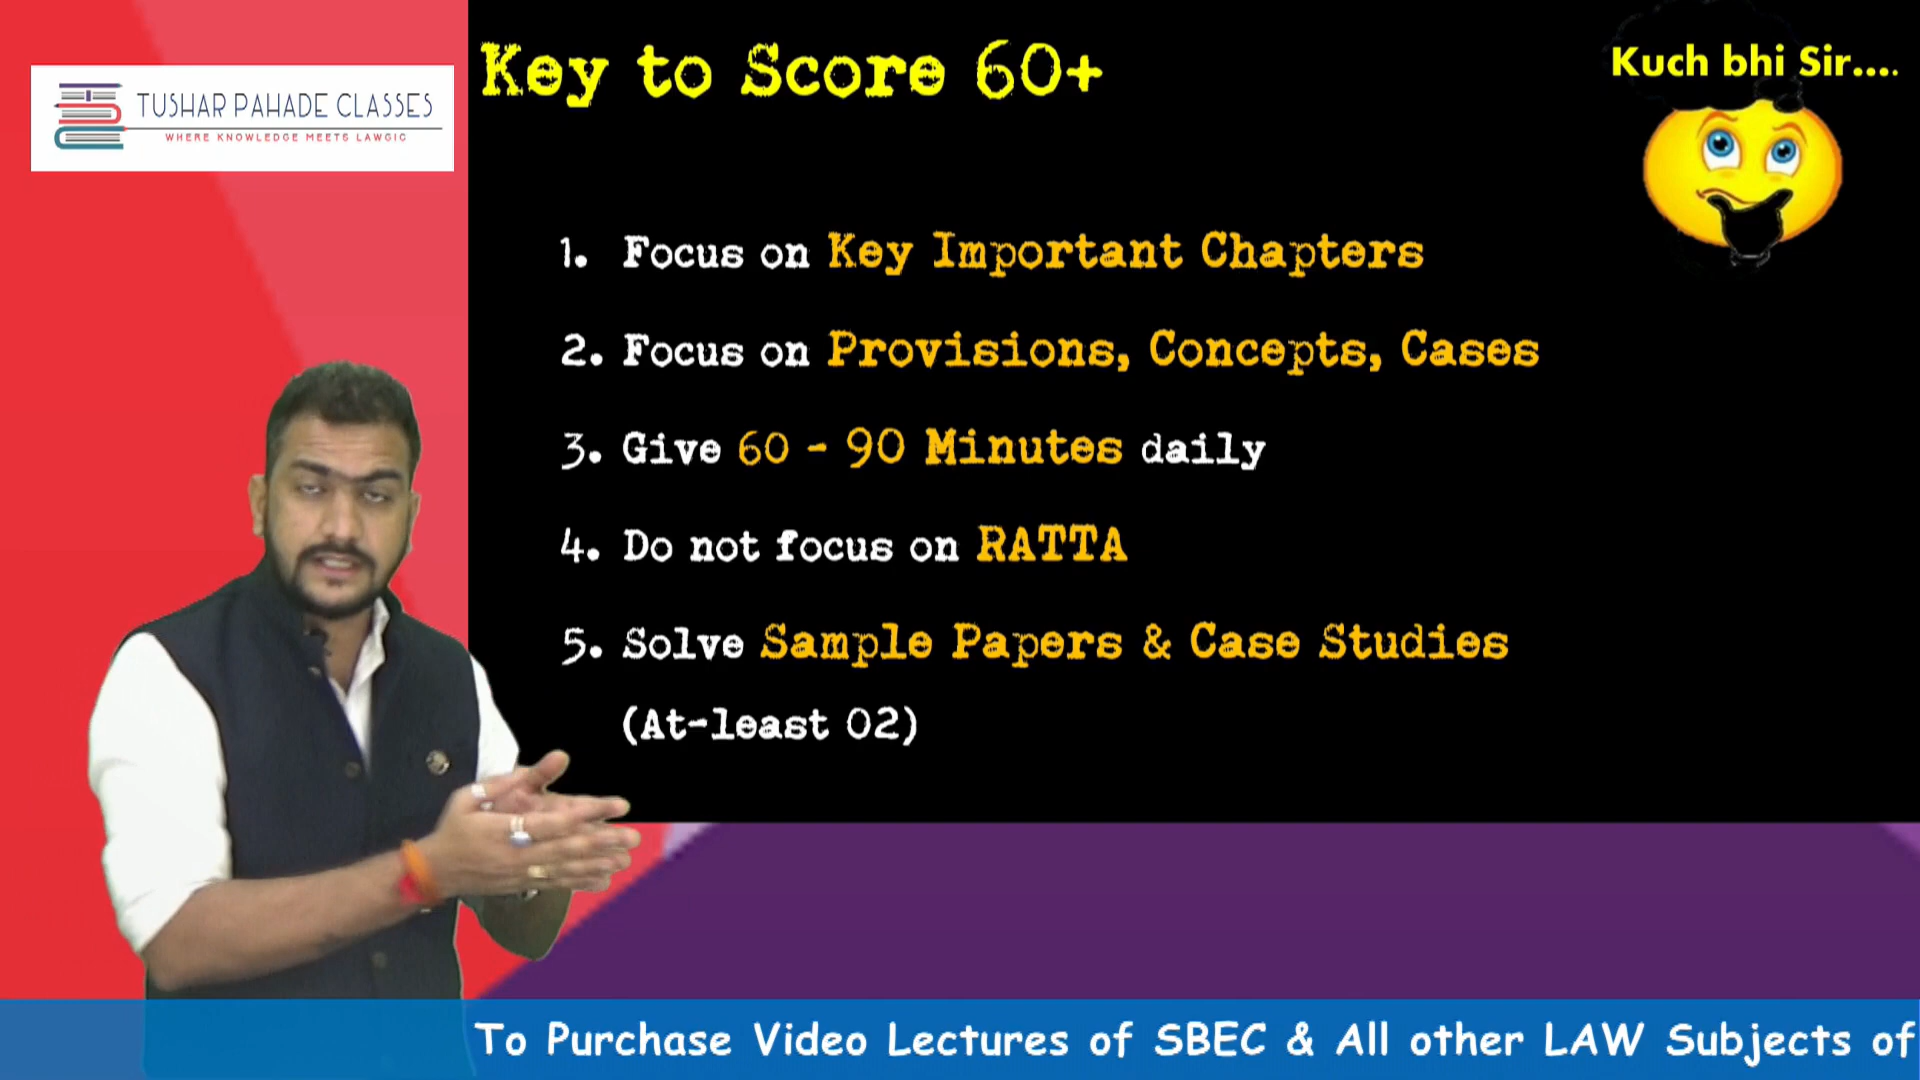 TUSHAR PAHADE CLASSES
WHERE KNOWLEDGE MEETS LAWGIC
Key to Score 60+
Kuch bhi Sir....
1. Focus on Key Important Chapters
2. Focus on Provisions, Concepts, Cases
3. Give 60 - 90 Minutes daily
4. Do not focus on RATTA
5. Solve Sample Papers & Case Studies
(At-least 02)
To Purchase Video Lectures of SBEC & All other LAW Subjects of